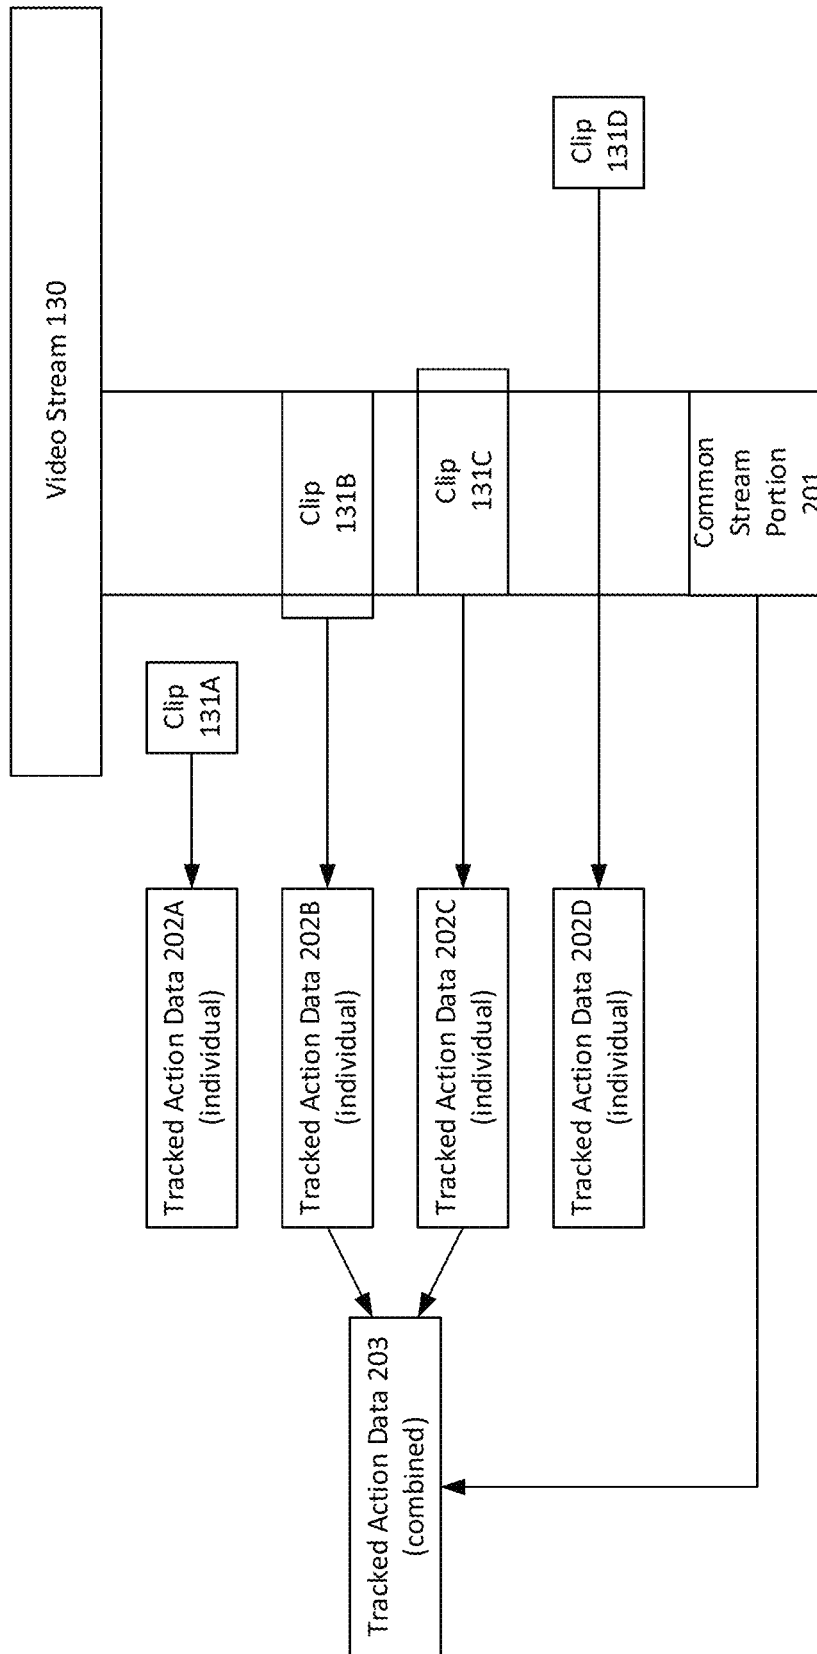 Video Stream 130
Clip
131A
Clip
131B
Clip
131C
Clip
131D
Common
Stream
Portion
201
Tracked Action Data 202A
(individual)
Tracked Action Data 202B
(individual)
Tracked Action Data 202C
(individual)
Tracked Action Data 202D
(individual)
Tracked Action Data 203
(combined)